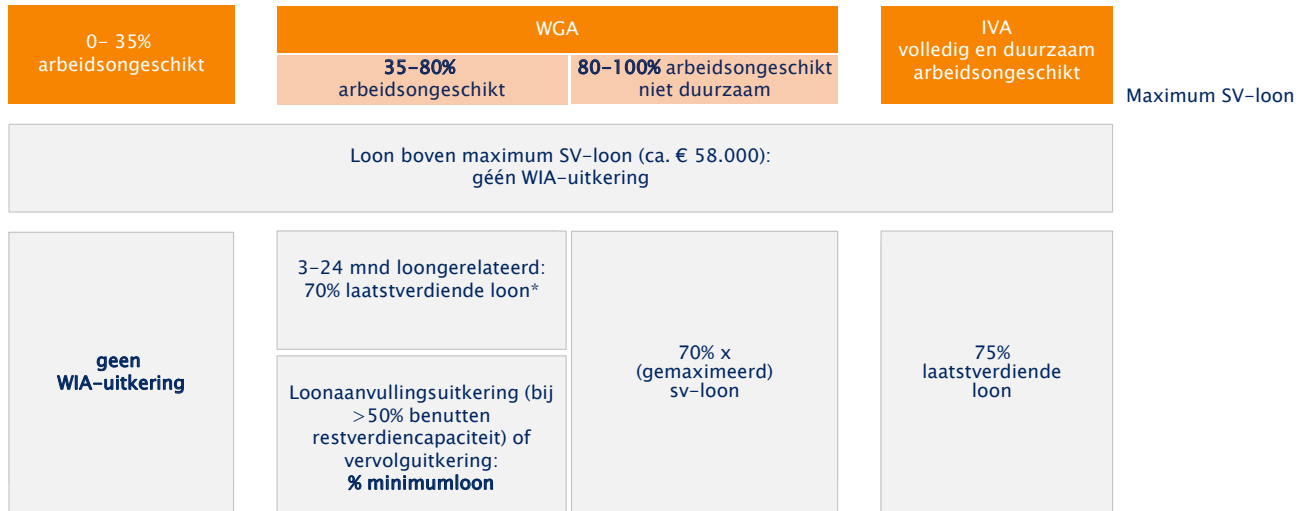 0- 35%
arbeidsongeschikt
WGA
35-80%
arbeidsongeschikt
80-100% arbeidsongeschikt
niet duurzaam
IVA
volledig en duurzaam
arbeidsongeschikt
Maximum SV-loon
Loon boven maximum SV-loon (ca. € 58.000):
géén WIA-uitkering
geen
WIA-uitkering
3-24 mnd loongerelateerd:
70% laatstverdiende loon*
Loonaanvullingsuitkering (bij
>50% benutten
restverdiencapaciteit) of
vervolguitkering:
% minimumloon
70% x
(gemaximeerd)
sv-loon
75%
laatstverdiende
loon